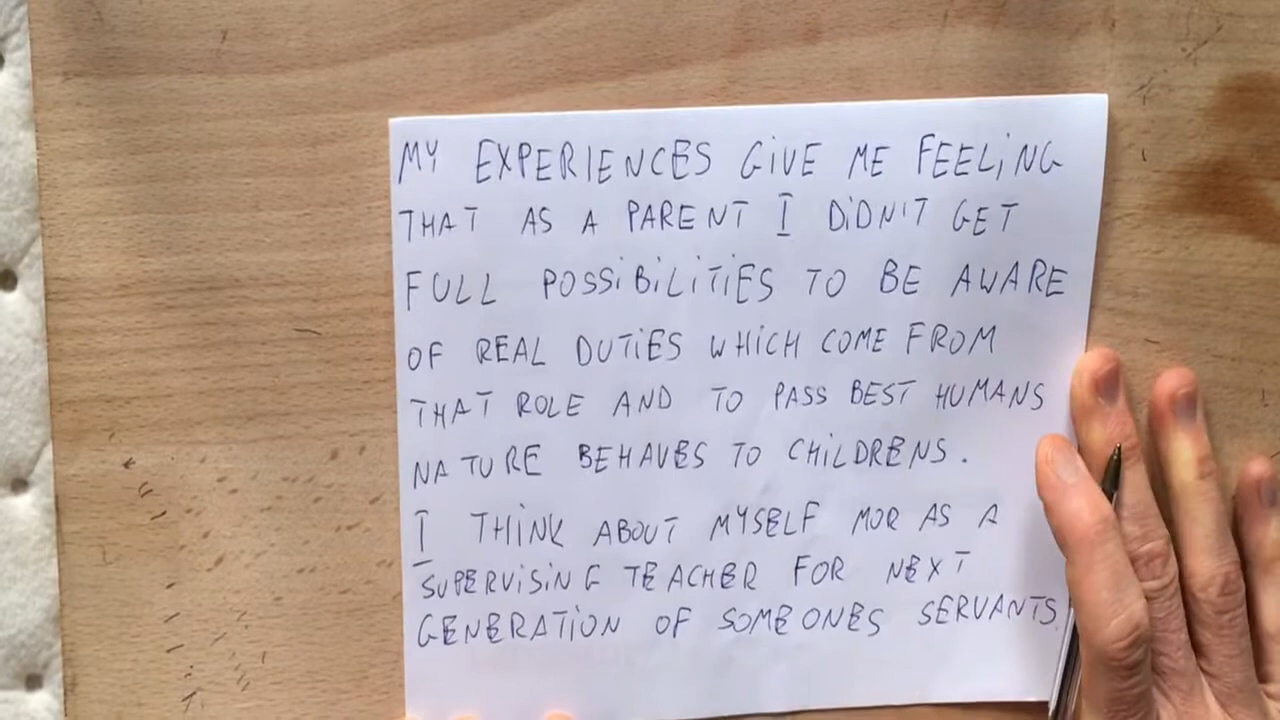 MY EXPERIENCES GIVE ME FEELING
THAT AS A PARENT I DIDN'T GET
FULL POSSIBILITIES TO BE AWARE
OF REAL DUTIES WHICH COME FROM
THAT ROLE AND TO PASS BEST HUMANS
NATURE BEHAVES TO CHILDRENS.
I THINK ABOUT MYSELF MOR AS A
SUPERVISING TEACHER FOR NEXT
GENERATION OF SOMEONES SERVANTS.